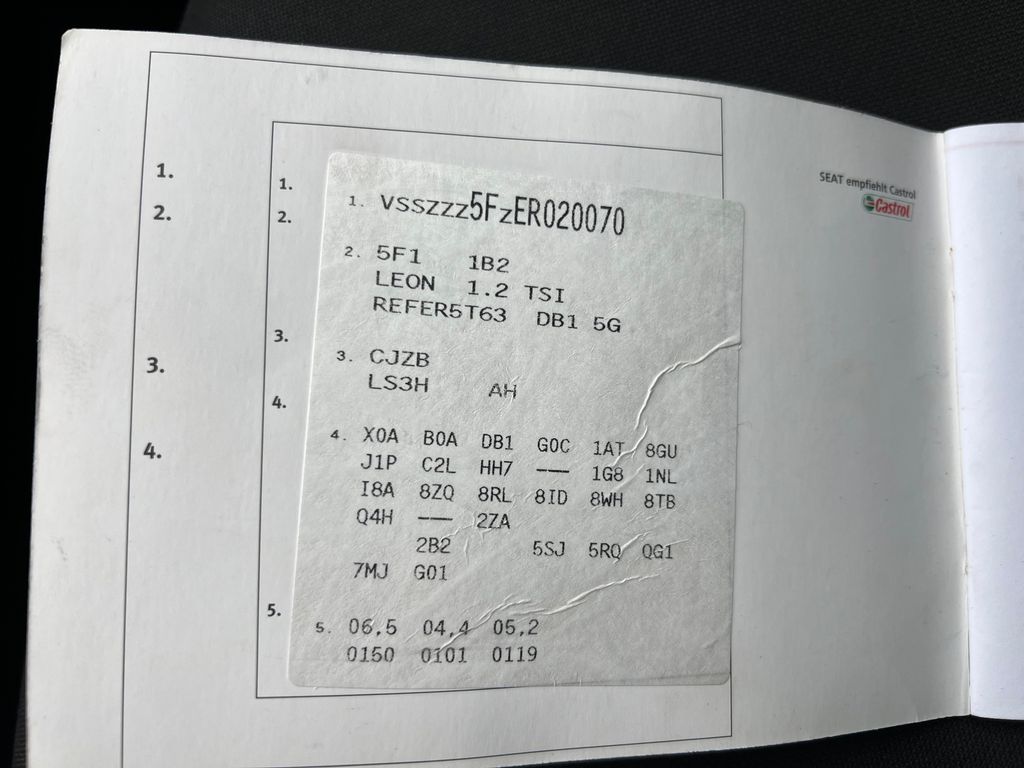 1.
2.
3.
4.
1.
2.
3.
4.
5.
1. VSSZZZ5FZER020070
2. 5F1 1B2
LEON 1.2 TSI
REFER5T63 DB1 5G
3. CJZB
LS3H AH
4. X0A B0A DB1 G0C 1AT 8GU
J1P C2L HH7 --- 1G8 1NL
I8A 8ZQ 8RL 8ID 8WH 8TB
Q4H --- 2ZA
2B2 5SJ 5RQ QG1
7MJ G01
5. 06,5 04,4 05,2
0150 0101 0119
SEAT empfiehlt Castrol
Castrol